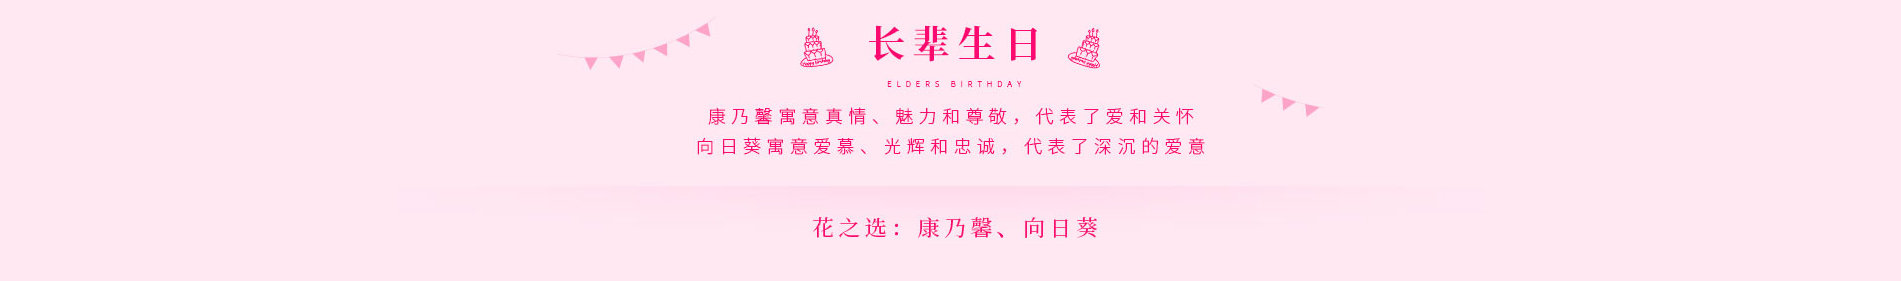 长辈生日
ELDERS BIRTHDAY
康乃馨寓意真情、魅力和尊敬，代表了爱和关怀
向日葵寓意爱慕、光辉和忠诚，代表了深沉的爱意
花之选：康乃馨、向日葵